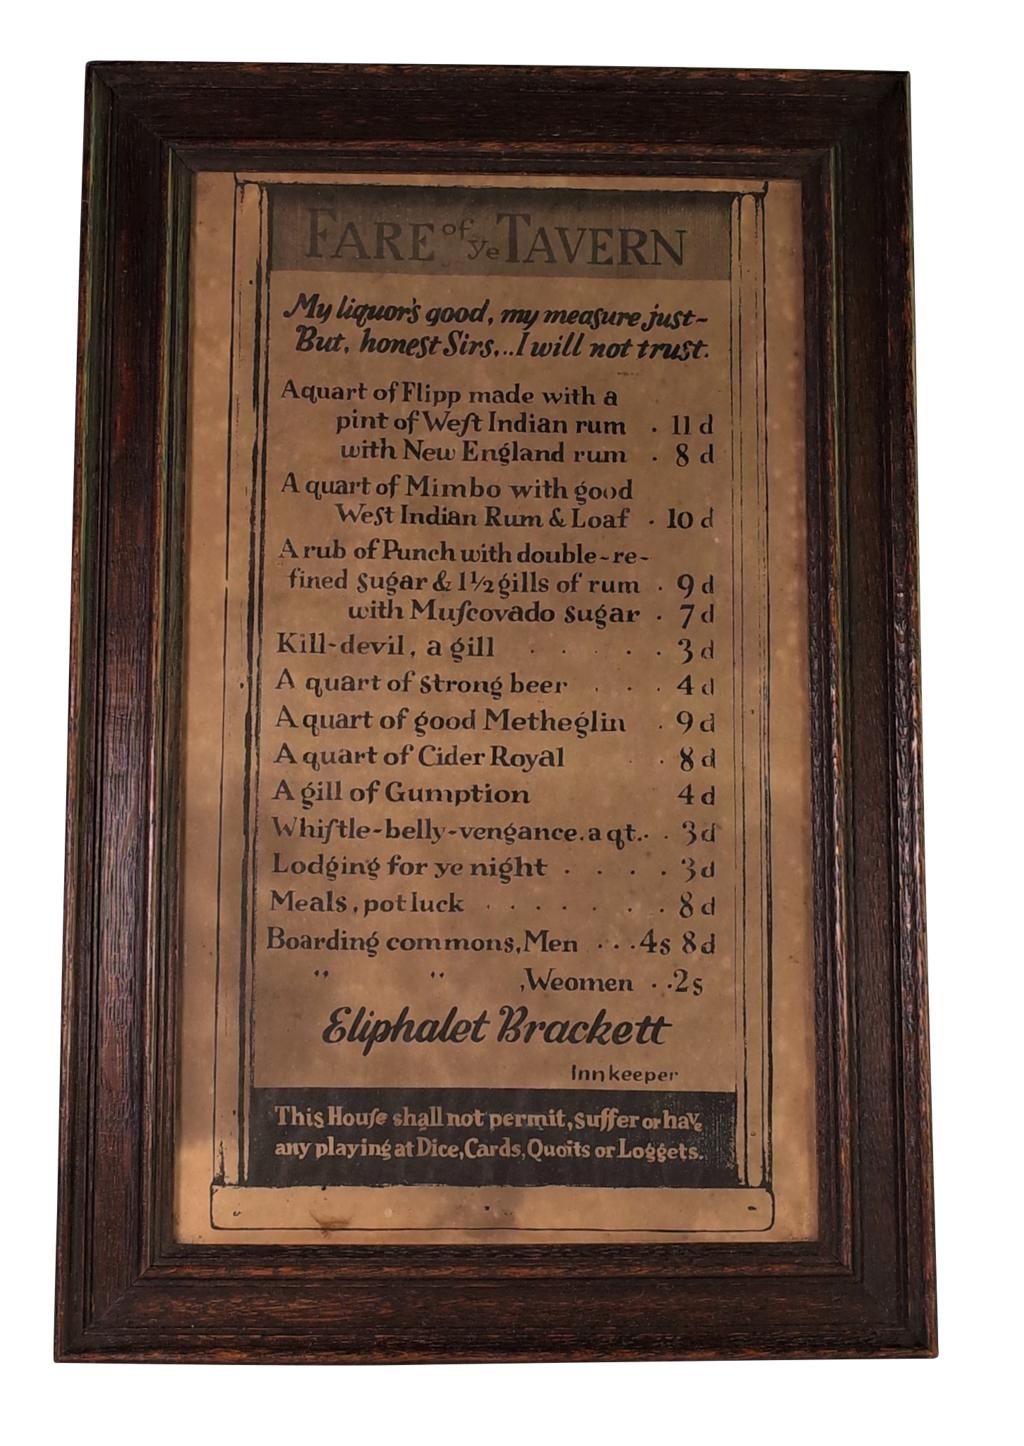 FARE of ye TAVERN
My liquor's good, my meaſure just-
But, honest Sirs,...I will not trust.
A quart of Flipp made with a
pint of Weſt Indian rum . 11 d
with New England rum . 8 d
A quart of Mimbo with good
West Indian Rum & Loaf . 10 d
A rub of Punch with double-re-
fined sugar & 1½ gills of rum . 9 d
with Muſcovado sugar . 7 d
Kill-devil, a gill . . . . . 3 d
A quart of strong beer . . . 4 d
A quart of good Metheglin . 9 d
A quart of Cider Royal . . 8 d
A gill of Gumption 4 d
Whiſtle-belly-vengance. a qt. . . 3 d
Lodging for ye night . . . . 3 d
Meals, pot luck . . . . . . . 8 d
Boarding commons, Men . . . 4s 8d
" " , Weomen . . 2s
Eliphalet Brackett
Innkeeper
This Houſe shall not permit, suffer or have
any playing at Dice, Cards, Quoits or Loggets.